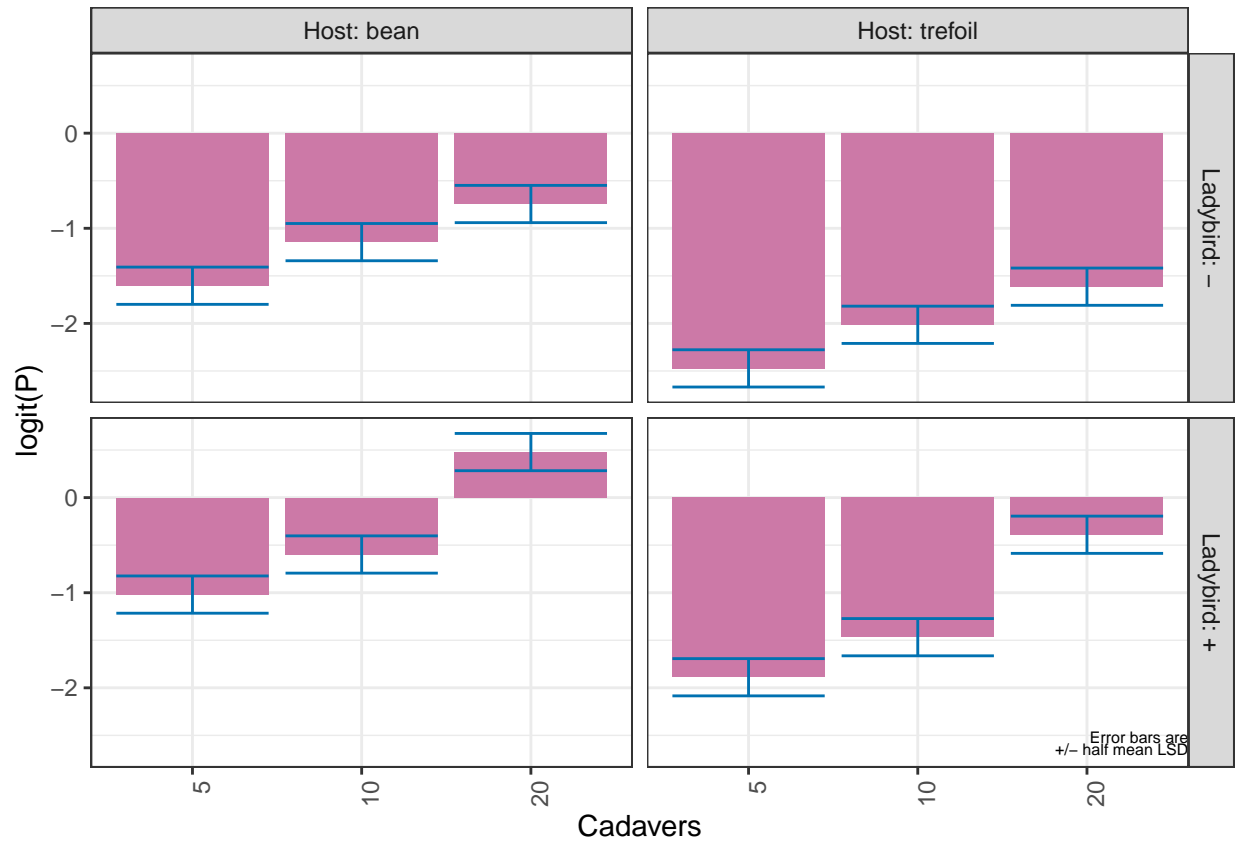 Host: bean
Host: trefoil
0
−1
−2
Ladybird: −
logit(P)
0
−1
−2
Ladybird: +
Error bars are
+/− half mean LSD
5
10
20
5
10
20
Cadavers